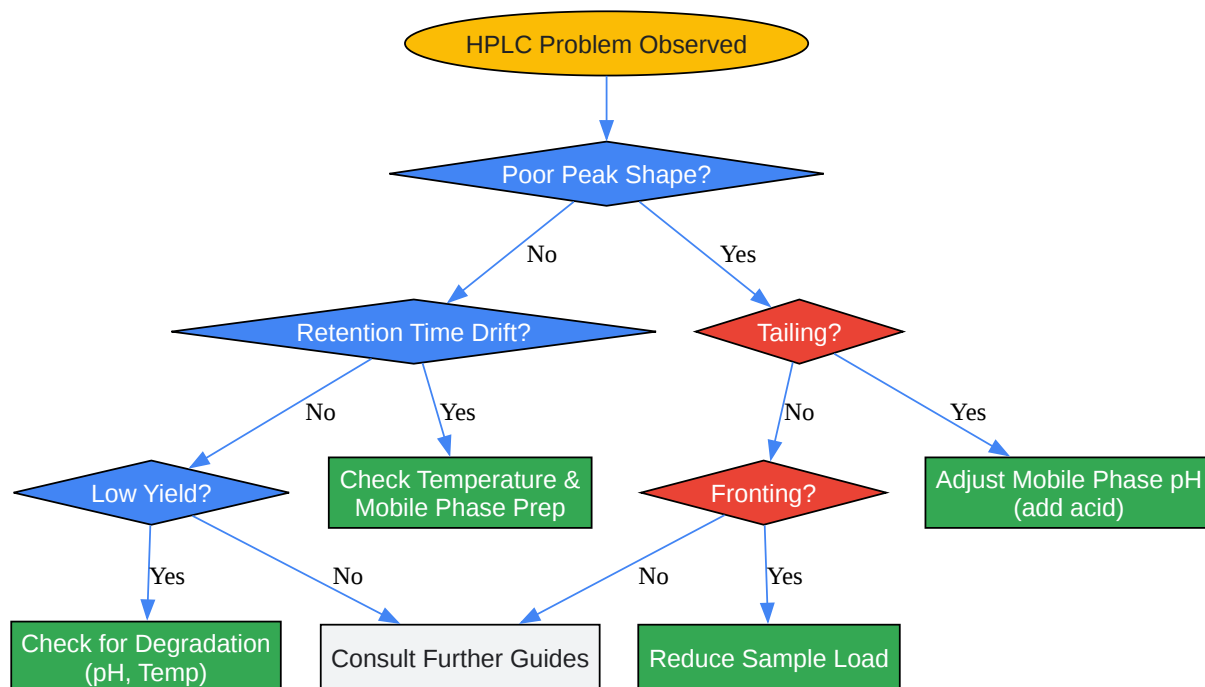 HPLC Problem Observed
Poor Peak Shape?
No
Yes
Retention Time Drift?
Tailing?
No
Yes
No
Yes
Low Yield?
Check Temperature &
Mobile Phase Prep
Fronting?
Adjust Mobile Phase pH
(add acid)
Yes
No
No
Yes
Check for Degradation
(pH, Temp)
Consult Further Guides
Reduce Sample Load